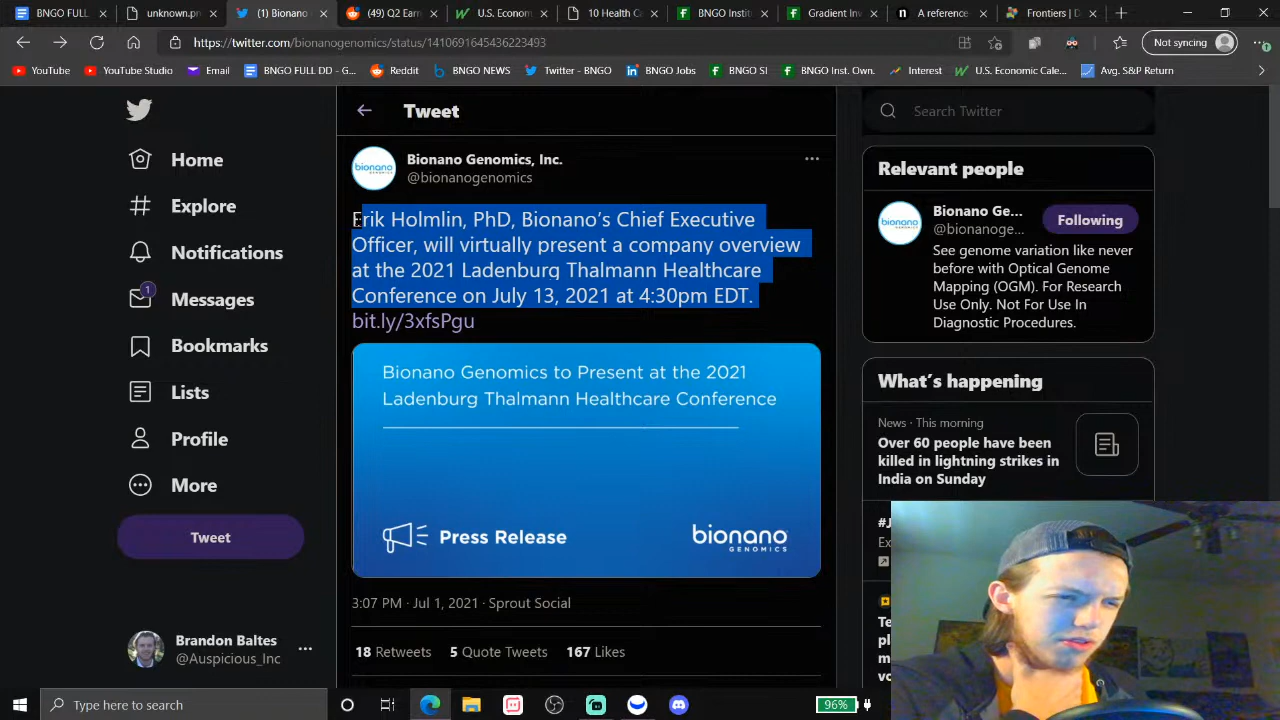 BNGO FULL
unknown.pn
(1) Bionano
(49) Q2 Earn
U.S. Econom
10 Health C
BNGO Instit
Gradient Inv
A reference
Frontiers | D
https://twitter.com/bionanogenomics/status/1410691645436223493
Not syncing
YouTube
YouTube Studio
Email
BNGO FULL DD - G...
Reddit
BNGO NEWS
Twitter - BNGO
BNGO Jobs
BNGO SI
BNGO Inst. Own.
Interest
U.S. Economic Cale...
Avg. S&P Return
Home
Explore
Notifications
1
Messages
Bookmarks
Lists
Profile
More
Tweet
Brandon Baltes
@Auspicious_Inc
Tweet
bionano
Bionano Genomics, Inc.
@bionanogenomics
Erik Holmlin, PhD, Bionano's Chief Executive
Officer, will virtually present a company overview
at the 2021 Ladenburg Thalmann Healthcare
Conference on July 13, 2021 at 4:30pm EDT.
bit.ly/3xfsPgu
Bionano Genomics to Present at the 2021
Ladenburg Thalmann Healthcare Conference
Press Release
bionano
GENOMICS
3:07 PM · Jul 1, 2021 · Sprout Social
18 Retweets 5 Quote Tweets 167 Likes
Search Twitter
Relevant people
bionano
Bionano Ge...
@bionanoge...
Following
See genome variation like never
before with Optical Genome
Mapping (OGM). For Research
Use Only. Not For Use In
Diagnostic Procedures.
What's happening
News · This morning
Over 60 people have been
killed in lightning strikes in
India on Sunday
Type here to search
96%